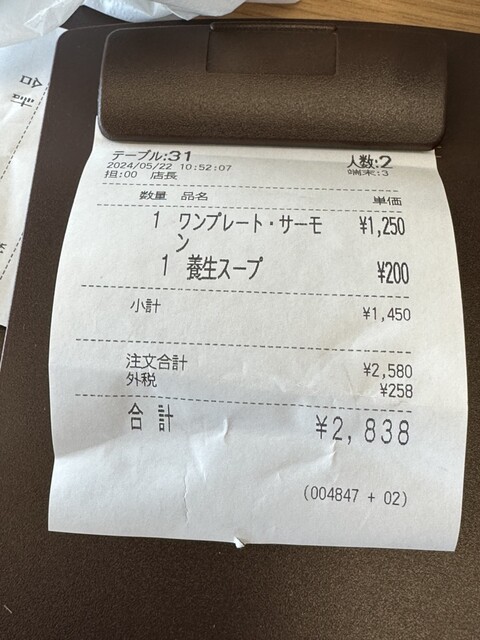 テーブル:31 人数:2
2024/05/22 10:52:07 端末:3
担:00 店長
数量 品名 単価
1 ワンプレート・サーモ ¥1,250
ン
1 養生スープ ¥200
小計 ¥1,450
注文合計 ¥2,580
外税 ¥258
合計 ¥2,838
(004847 + 02)